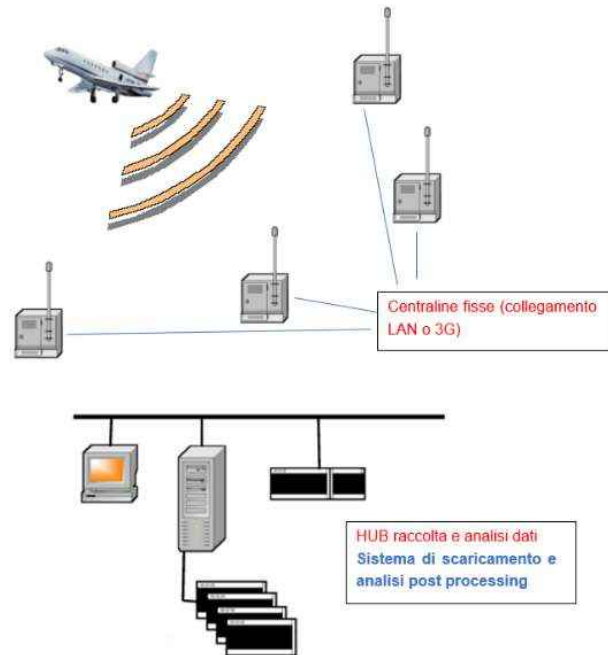 Centraline fisse (collegamento
LAN o 3G)
HUB raccolta e analisi dati
Sistema di scaricamento e
analisi post processing